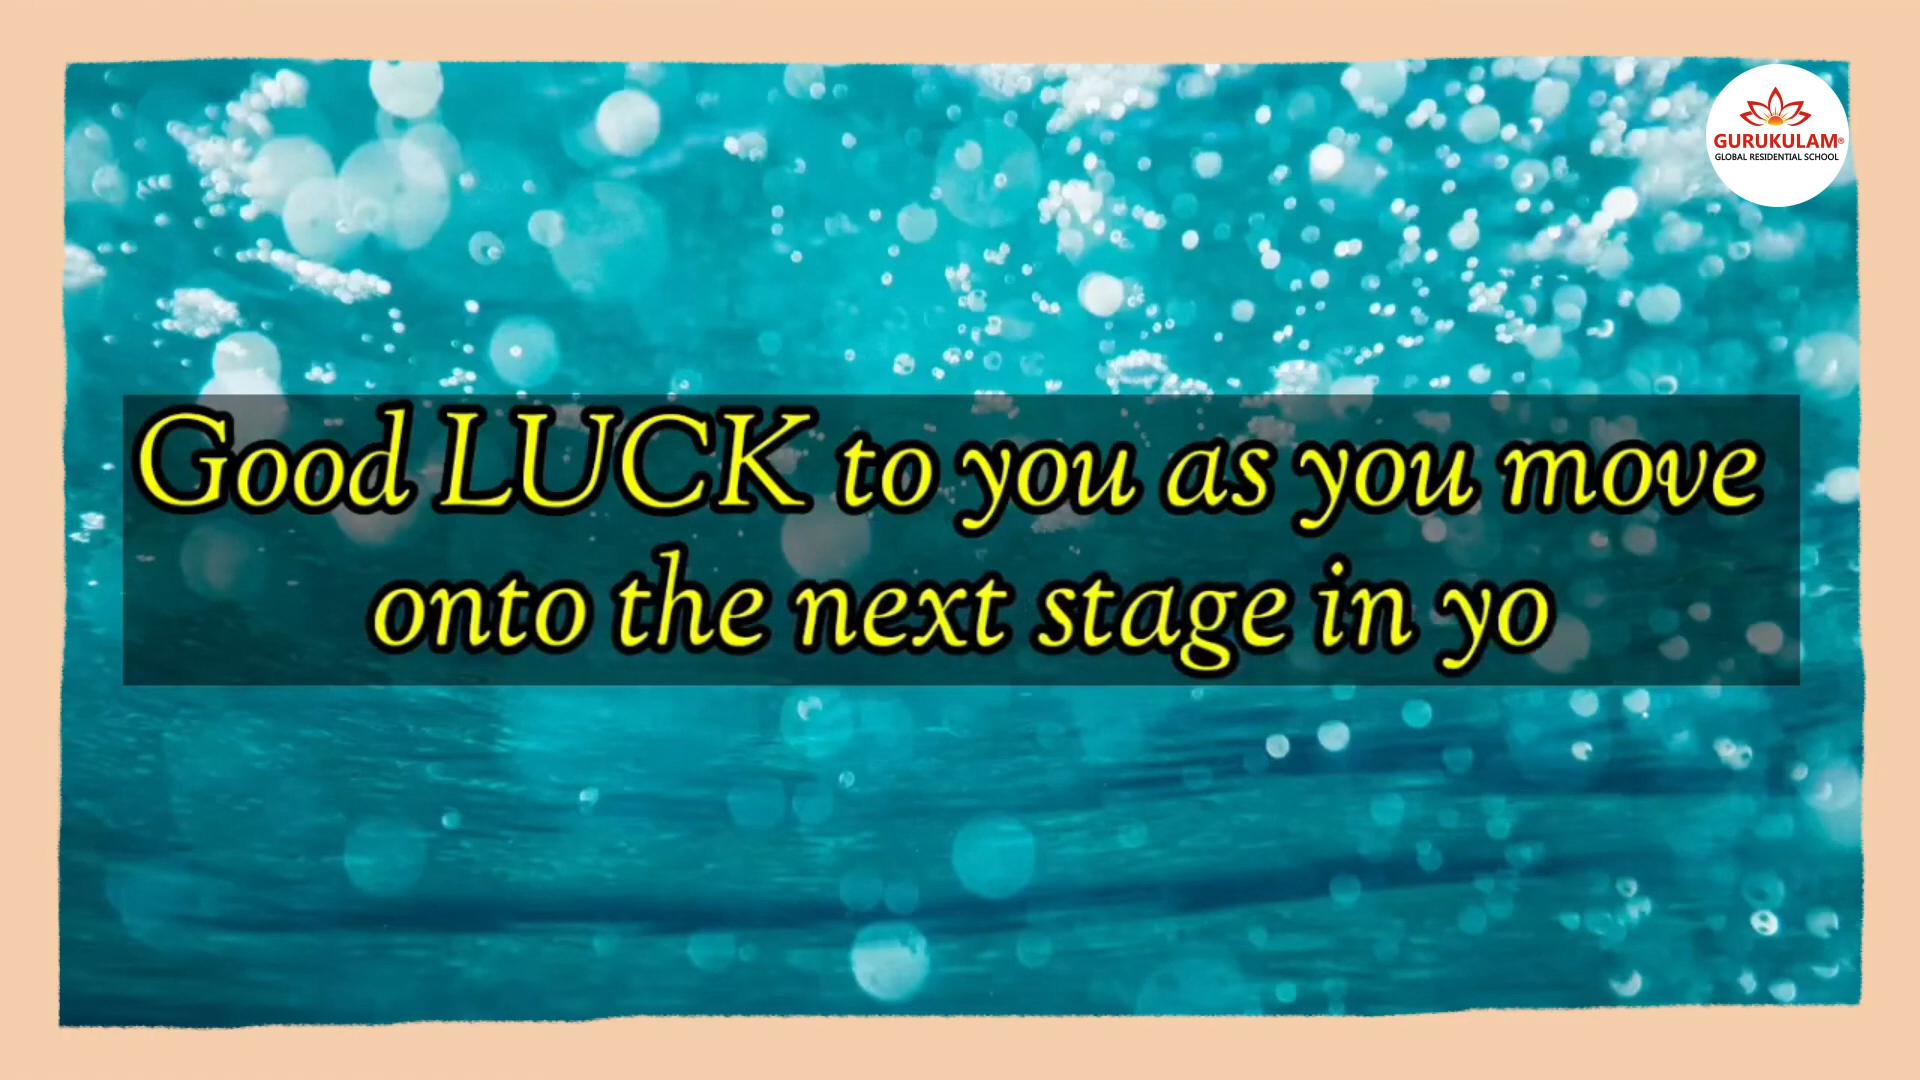 GURUKULAM®
GLOBAL RESIDENTIAL SCHOOL
Good LUCK to you as you move
onto the next stage in yo